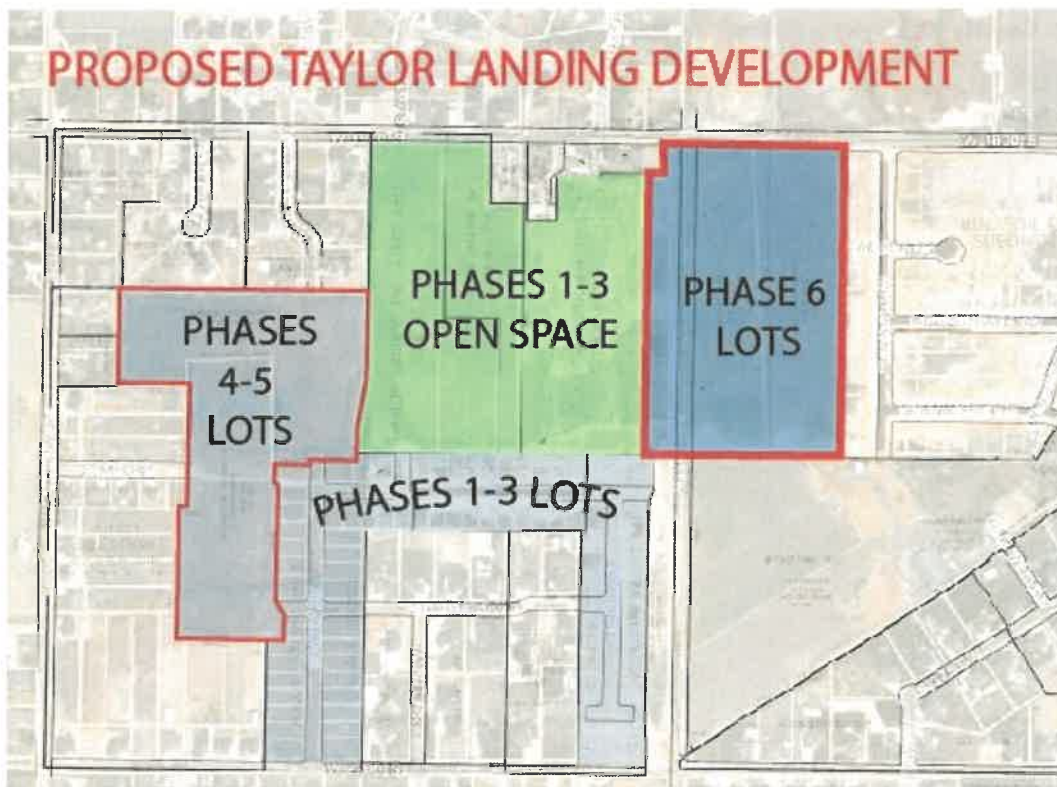 PROPOSED TAYLOR LANDING DEVELOPMENT
PHASES 1-3
OPEN SPACE
PHASE 6
LOTS
PHASES
4-5
LOTS
PHASES 1-3 LOTS